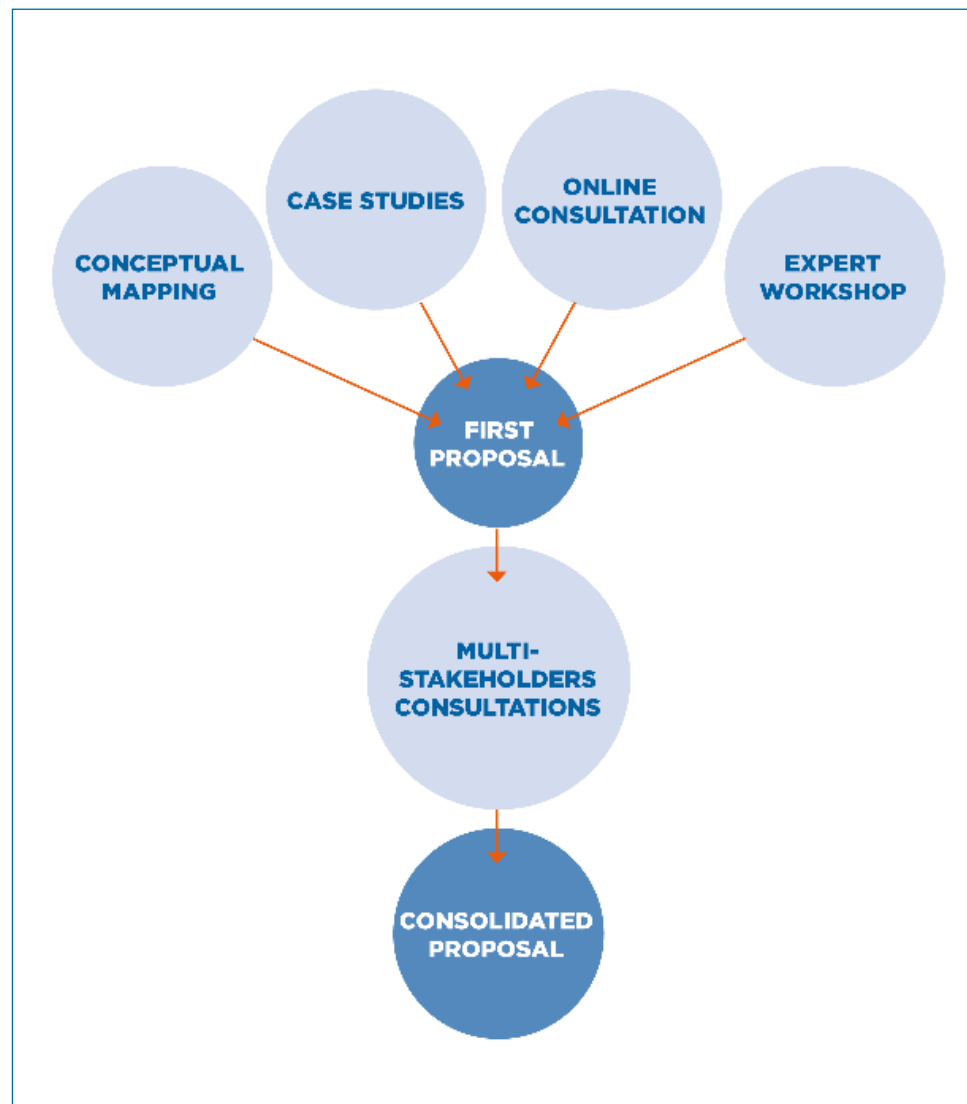 CONCEPTUAL
MAPPING
CASE STUDIES
ONLINE
CONSULTATION
EXPERT
WORKSHOP
FIRST
PROPOSAL
MULTI-
STAKEHOLDERS
CONSULTATIONS
CONSOLIDATED
PROPOSAL